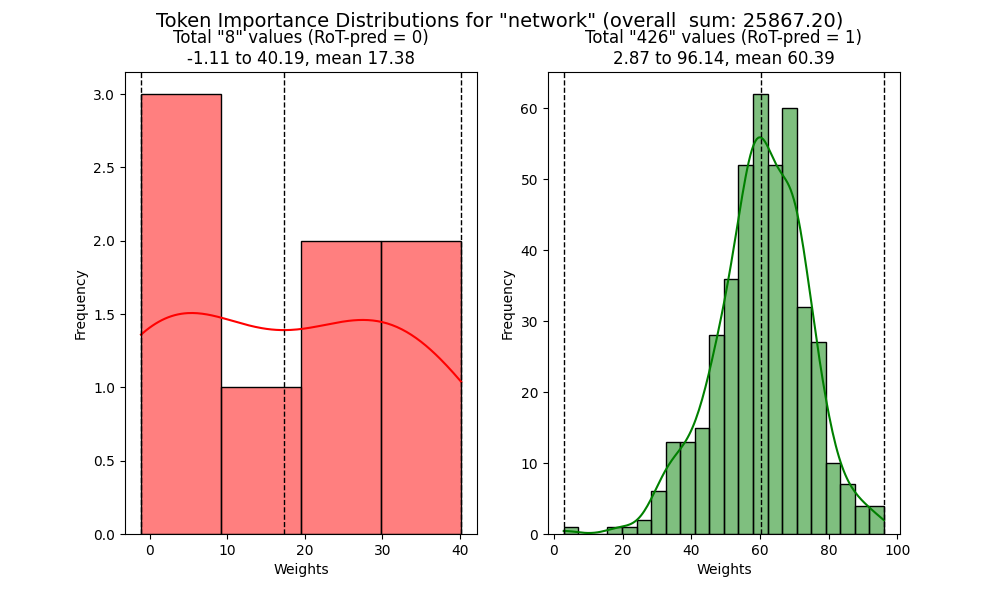 Token Importance Distributions for "network" (overall  sum: 25867.20)
Total "8" values (RoT-pred = 0)
-1.11 to 40.19, mean 17.38
Total "426" values (RoT-pred = 1)
2.87 to 96.14, mean 60.39
3.0
2.5
2.0
1.5
1.0
0.5
0.0
Frequency
0
10
20
30
40
Weights
60
50
40
30
20
10
0
Frequency
0
20
40
60
80
100
Weights